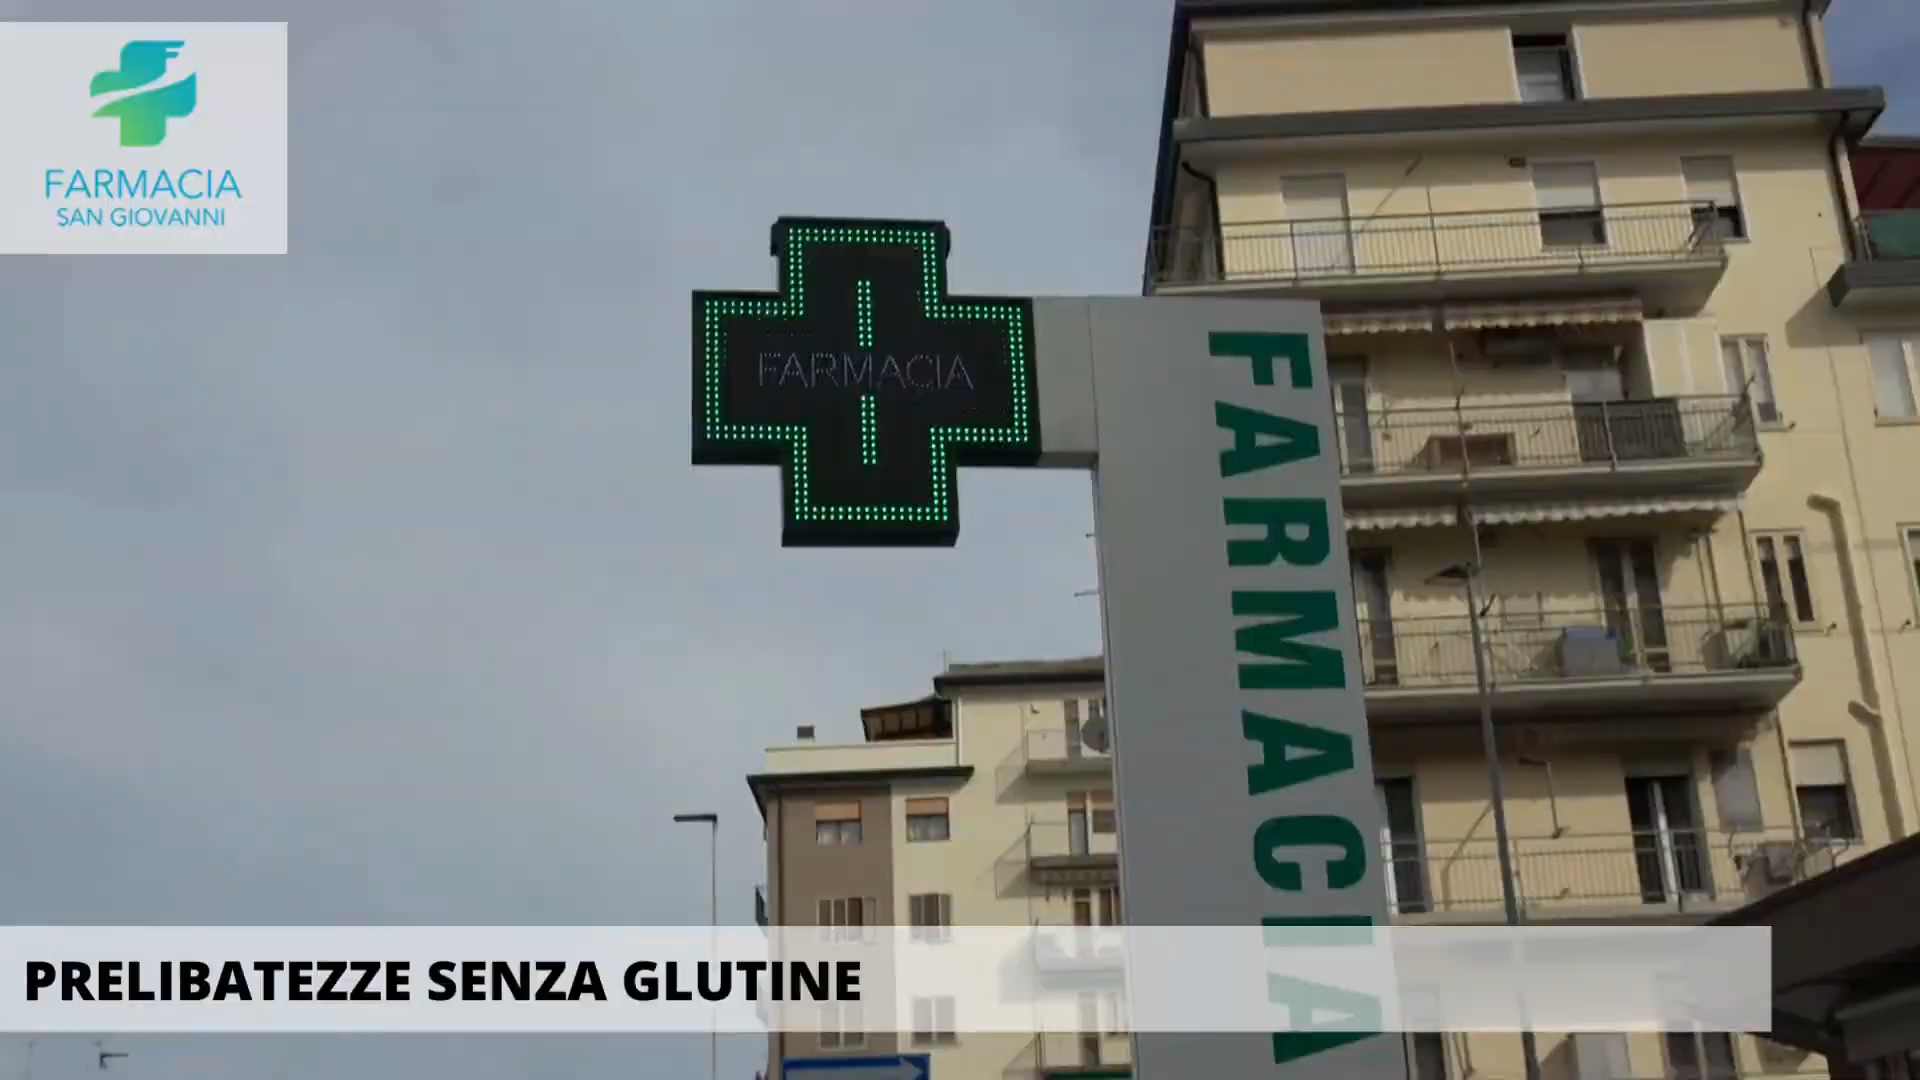 FARMACIA
SAN GIOVANNI
FARMACIA
FARMACIA
PRELIBATEZZE SENZA GLUTINE